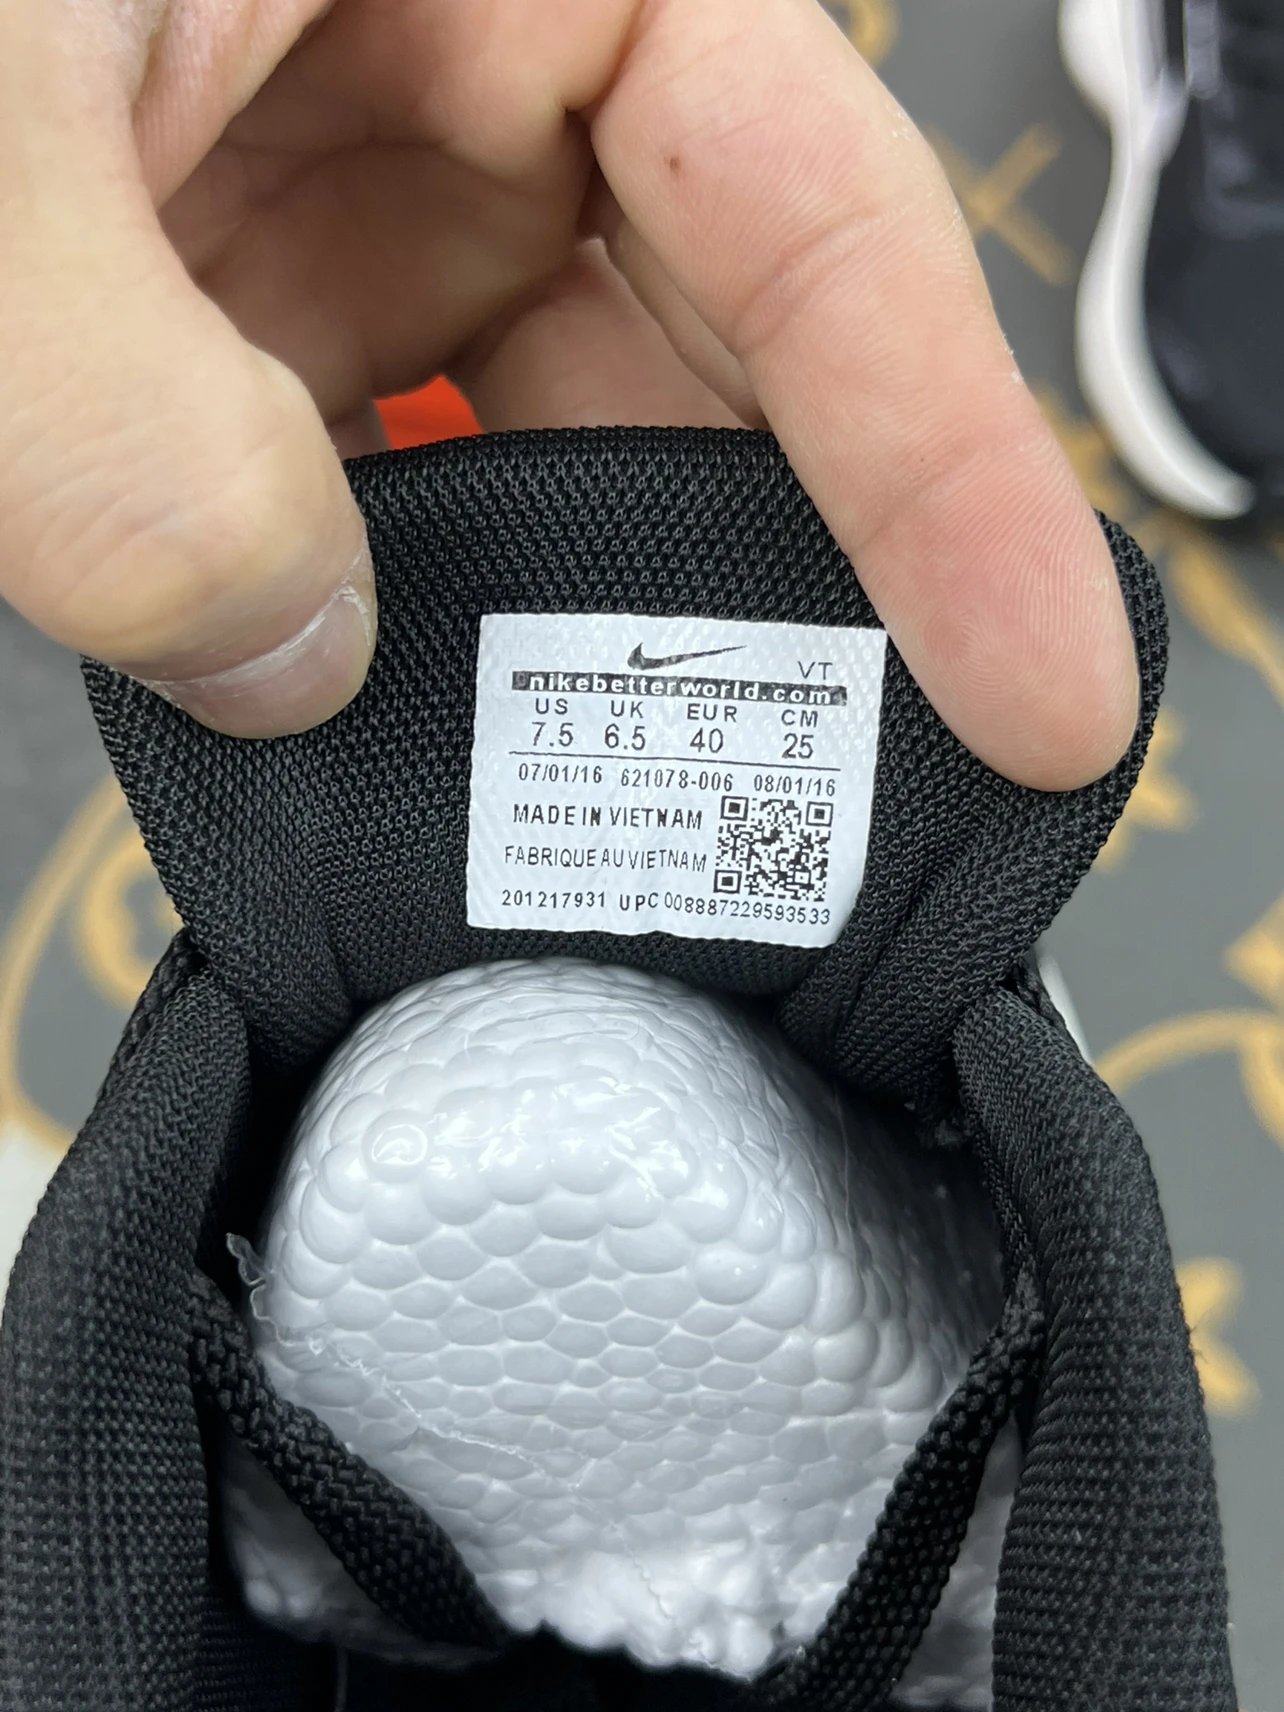 VT
nikebetterworld.com
US UK EUR CM
7.5 6.5 40 25
07/01/16 621078-006 08/01/16
MADE IN VIETNAM
FABRIQUE AU VIETNAM
201217931 UPC 008887229593533